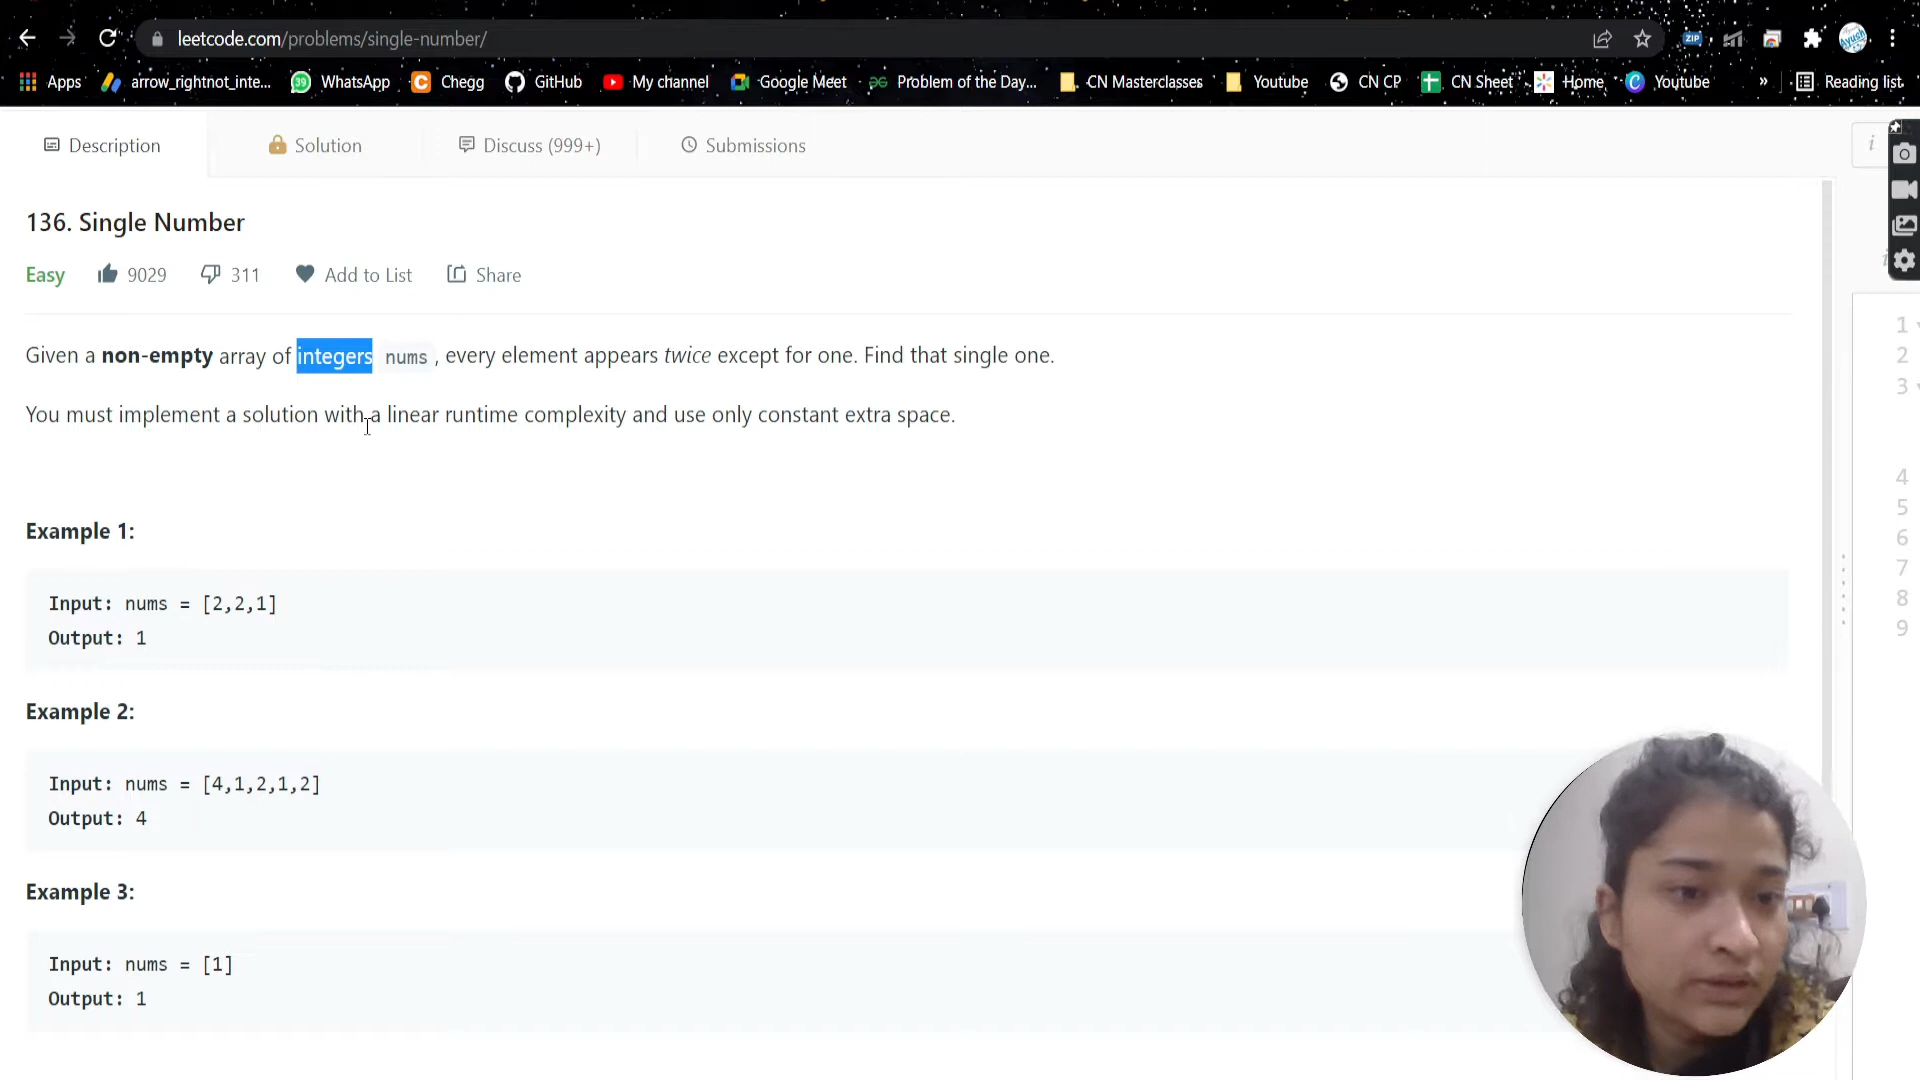 leetcode.com/problems/single-number/
Apps arrow_rightnot_inte... 39 WhatsApp Chegg GitHub My channel Google Meet Problem of the Day... CN Masterclasses Youtube CN CP CN Sheet Home Youtube » Reading list
Description Solution Discuss (999+) Submissions
136. Single Number
Easy 9029 311 Add to List Share
Given a non-empty array of integers nums, every element appears twice except for one. Find that single one.
You must implement a solution with a linear runtime complexity and use only constant extra space.
Example 1:
Input: nums = [2,2,1]
Output: 1
Example 2:
Input: nums = [4,1,2,1,2]
Output: 4
Example 3:
Input: nums = [1]
Output: 1
i
1
2
3
4
5
6
7
8
9